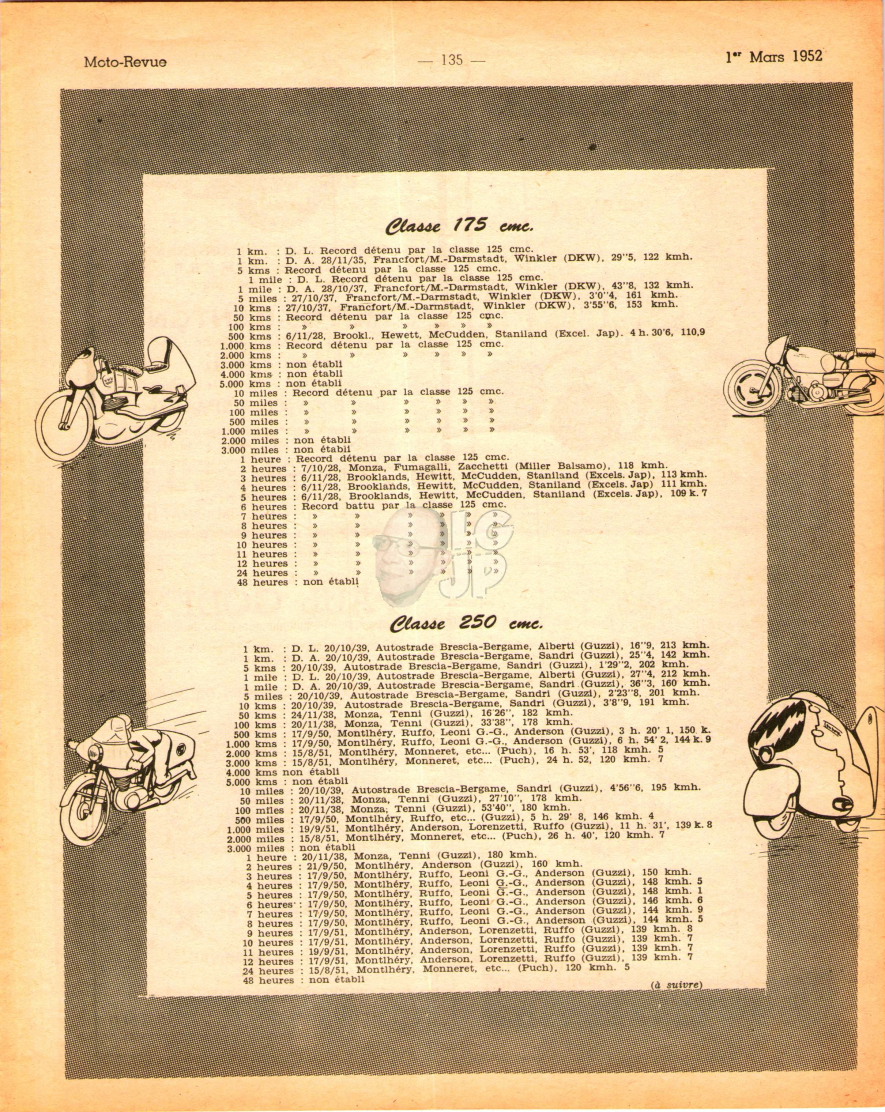 Moto-Revue
— 135 —
1er Mars 1952
Classe 175 cmc.
1 km. : D. L. Record détenu par la classe 125 cmc.
1 km. : D. A. 28/11/35, Francfort/M.-Darmstadt, Winkler (DKW), 29''5, 122 kmh.
5 kms : Record détenu par la classe 125 cmc.
1 mile : D. L. Record détenu par la classe 125 cmc.
1 mile : D. A. 28/10/37, Francfort/M.-Darmstadt, Winkler (DKW), 43''8, 132 kmh.
5 miles : 27/10/37, Francfort/M.-Darmstadt, Winkler (DKW), 3'0''4, 161 kmh.
10 kms : 27/10/37, Francfort/M.-Darmstadt, Winkler (DKW), 3'55''6, 153 kmh.
50 kms : Record détenu par la classe 125 cmc.
100 kms : » » » » » »
500 kms : 6/11/28, Brookl., Hewett, McCudden, Staniland (Excel. Jap). 4 h. 30'6, 110,9
1.000 kms : Record détenu par la classe 125 cmc.
2.000 kms : » » » » » »
3.000 kms : non établi
4.000 kms : non établi
5.000 kms : non établi
10 miles : Record détenu par la classe 125 cmc.
50 miles : » » » » » »
100 miles : » » » » » »
500 miles : » » » » » »
1.000 miles : » » » » » »
2.000 miles : non établi
3.000 miles : non établi
1 heure : Record détenu par la classe 125 cmc.
2 heures : 7/10/28, Monza, Fumagalli, Zacchetti (Miller Balsamo), 118 kmh.
3 heures : 6/11/28, Brooklands, Hewitt, McCudden, Staniland (Excels. Jap), 113 kmh.
4 heures : 6/11/28, Brooklands, Hewitt, McCudden, Staniland (Excels. Jap) 111 kmh.
5 heures : 6/11/28, Brooklands, Hewitt, McCudden, Staniland (Excels. Jap), 109 k. 7
6 heures : Record battu par la classe 125 cmc.
7 heures : » » » » » »
8 heures : » » » » » »
9 heures : » » » » » »
10 heures : » » » » » »
11 heures : » » » » » »
12 heures : » » » » » »
24 heures : » » » » » »
48 heures : non établi
JP
Classe 250 cmc.
1 km. : D. L. 20/10/39, Autostrade Brescia-Bergame, Alberti (Guzzi), 16''9, 213 kmh.
1 km. : D. A. 20/10/39, Autostrade Brescia-Bergame, Sandri (Guzzi), 25''4, 142 kmh.
5 kms : 20/10/39, Autostrade Brescia-Bergame, Sandri (Guzzi), 1'29''2, 202 kmh.
1 mile : D. L. 20/10/39, Autostrade Brescia-Bergame, Sandri (Guzzi), 27''4, 212 kmh.
1 mile : D. A. 20/10/39, Autostrade Brescia-Bergame, Sandri (Guzzi), 36''3, 160 kmh.
5 miles : 20/10/39, Autostrade Brescia-Bergame, Sandri (Guzzi), 2'23''8, 201 kmh.
10 kms : 20/10/39, Autostrade Brescia-Bergame, Sandri (Guzzi), 3'8''9, 191 kmh.
50 kms : 24/11/38, Monza, Tenni (Guzzi), 16'26'', 182 kmh.
100 kms : 20/11/38, Monza, Tenni (Guzzi), 33'38'', 178 kmh.
500 kms : 17/9/50, Montlhéry, Ruffo, Leoni G.-G., Anderson (Guzzi), 3 h. 20' 1, 150 k.
1.000 kms : 17/9/50, Montlhéry, Ruffo, Leoni G.-G., Anderson (Guzzi), 6 h. 54' 2, 144 k. 9
2.000 kms : 15/8/51, Montlhéry, Monneret, etc... (Puch), 16 h. 53', 118 kmh. 5
3.000 kms : 15/8/51, Montlhéry, Monneret, etc... (Puch), 24 h. 52, 120 kmh. 7
4.000 kms non établi
5.000 kms : non établi
10 miles : 20/10/39, Autostrade Brescia-Bergame, Sandri (Guzzi), 4'56''6, 195 kmh.
50 miles : 20/11/38, Monza, Tenni (Guzzi), 27'10'', 178 kmh.
100 miles : 20/11/38, Monza, Tenni (Guzzi), 53'40'', 180 kmh.
500 miles : 17/9/50, Montlhéry, Ruffo, etc... (Guzzi), 5 h. 29' 8, 146 kmh. 4
1.000 miles : 19/9/51, Montlhéry, Anderson, Lorenzetti, Ruffo (Guzzi), 11 h. 31', 139 k. 8
2.000 miles : 15/8/51, Montlhéry, Monneret, etc... (Puch), 26 h. 40', 120 kmh. 7
3.000 miles : non établi
1 heure : 20/11/38, Monza, Tenni (Guzzi), 180 kmh.
2 heures : 21/9/50, Montlhéry, Anderson (Guzzi), 160 kmh.
3 heures : 17/9/50, Montlhéry, Ruffo, Leoni G.-G., Anderson (Guzzi), 150 kmh.
4 heures : 17/9/50, Montlhéry, Ruffo, Leoni G.-G., Anderson (Guzzi), 148 kmh. 5
5 heures : 17/9/50, Montlhéry, Ruffo, Leoni G.-G., Anderson (Guzzi), 148 kmh. 1
6 heures : 17/9/50, Montlhéry, Ruffo, Leoni G.-G., Anderson (Guzzi), 146 kmh. 6
7 heures : 17/9/50, Montlhéry, Ruffo, Leoni G.-G., Anderson (Guzzi), 144 kmh. 9
8 heures : 17/9/50, Montlhéry, Ruffo, Leoni G.-G., Anderson (Guzzi), 144 kmh. 5
9 heures : 17/9/51, Montlhéry, Anderson, Lorenzetti, Ruffo (Guzzi), 139 kmh. 8
10 heures : 17/9/51, Montlhéry, Anderson, Lorenzetti, Ruffo (Guzzi), 139 kmh. 7
11 heures : 19/9/51, Montlhéry, Anderson, Lorenzetti, Ruffo (Guzzi), 139 kmh. 7
12 heures : 17/9/51, Montlhéry, Anderson, Lorenzetti, Ruffo (Guzzi), 139 kmh. 7
24 heures : 15/8/51, Montlhéry, Monneret, etc... (Puch), 120 kmh. 5
48 heures : non établi
(à suivre)